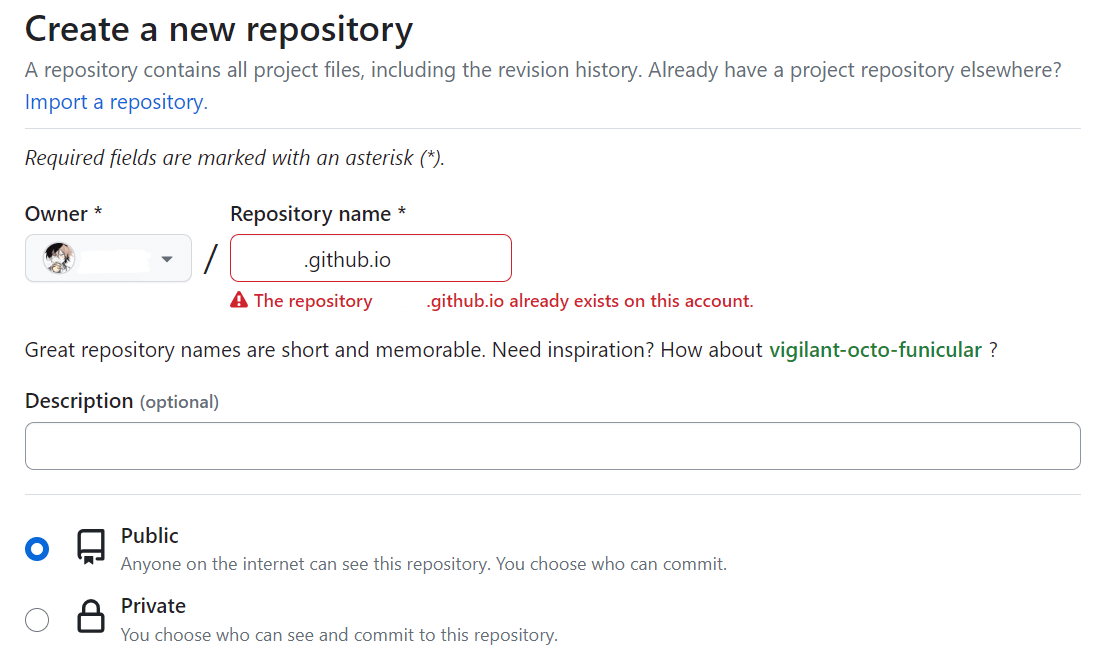 Create a new repository
A repository contains all project files, including the revision history. Already have a project repository elsewhere?
Import a repository.
Required fields are marked with an asterisk (*).
Owner * Repository name *
/ .github.io
The repository .github.io already exists on this account.
Great repository names are short and memorable. Need inspiration? How about vigilant-octo-funicular ?
Description (optional)
Public
Anyone on the internet can see this repository. You choose who can commit.
Private
You choose who can see and commit to this repository.